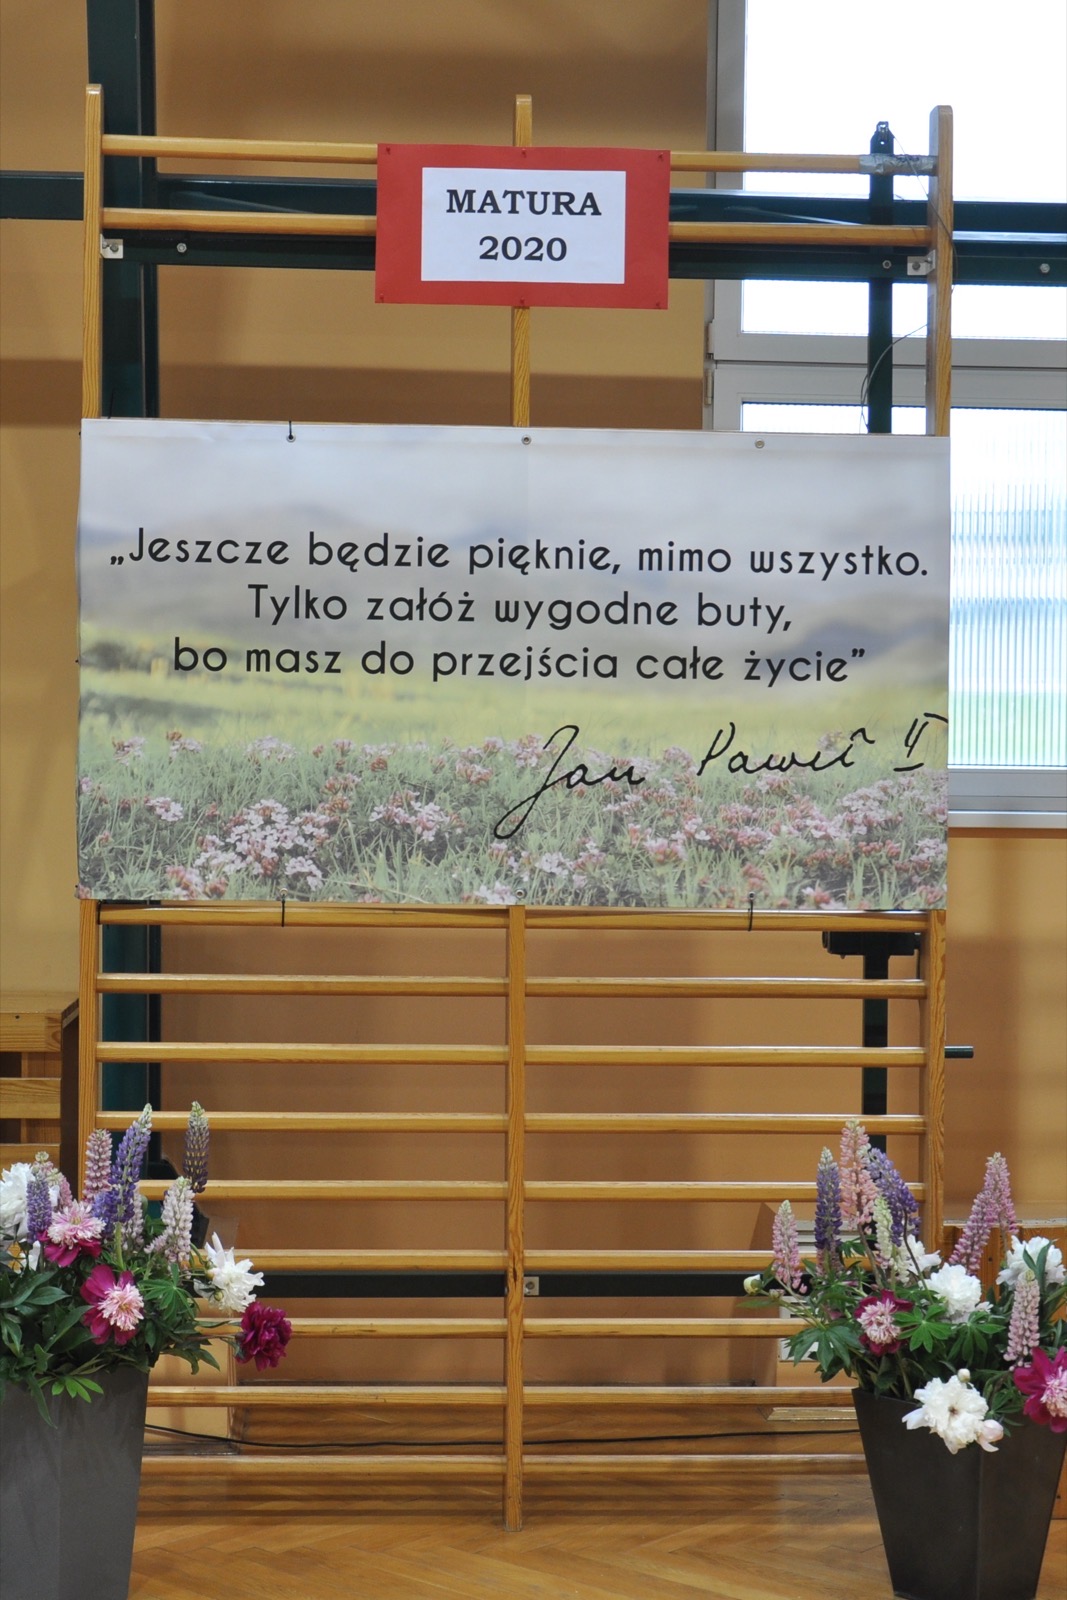 MATURA
2020
„Jeszcze będzie pięknie, mimo wszystko.
Tylko załóż wygodne buty,
bo masz do przejścia całe życie”
Jan Paweł II